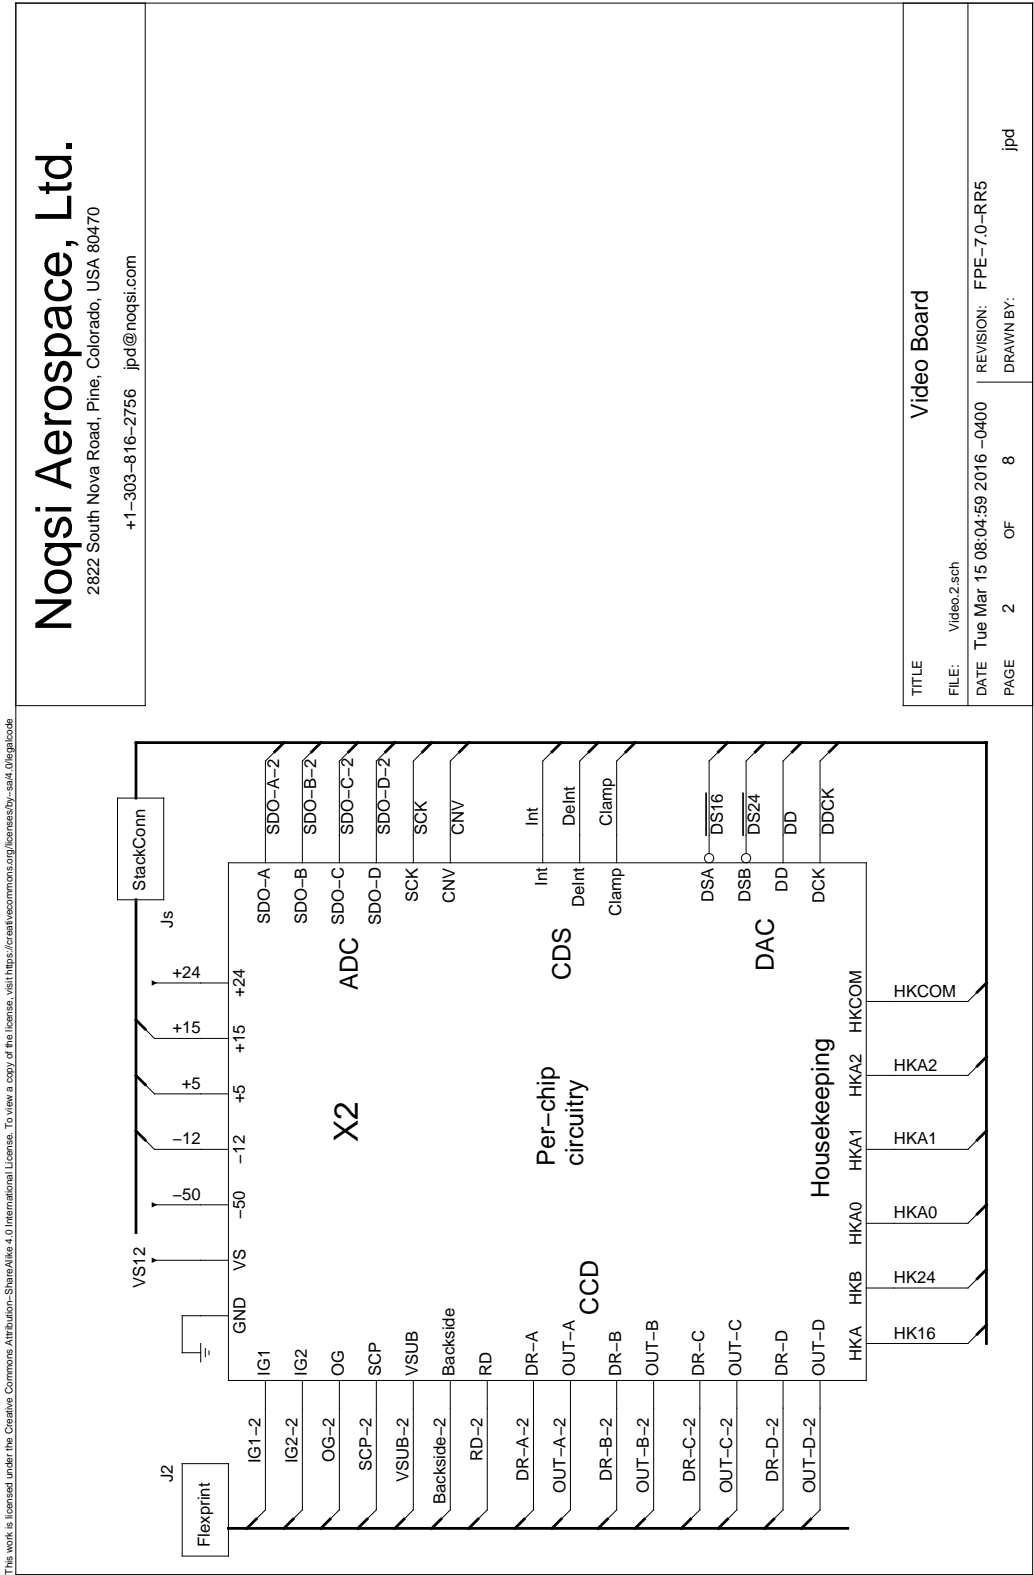 This work is licensed under the Creative Commons Attribution−ShareAlike 4.0 International License. To view a copy of the license, visit https://creativecommons.org/licenses/by−sa/4.0/legalcode
Noqsi Aerospace, Ltd.
2822 South Nova Road, Pine, Colorado, USA 80470
+1−303−816−2756 jpd@noqsi.com
J2
Flexprint
Js
StackConn
VS12
−50
−12
+5
+15
+24
GND
VS
−50
−12
+5
+15
+24
IG1−2
IG1
IG2−2
IG2
OG−2
OG
SCP−2
SCP
VSUB−2
VSUB
Backside−2
Backside
RD−2
RD
DR−A−2
DR−A
OUT−A−2
OUT−A
DR−B−2
DR−B
OUT−B−2
OUT−B
DR−C−2
DR−C
OUT−C−2
OUT−C
DR−D−2
DR−D
OUT−D−2
OUT−D
CCD
X2
Per−chip
circuitry
ADC
CDS
DAC
Housekeeping
SDO−A
SDO−A−2
SDO−B
SDO−B−2
SDO−C
SDO−C−2
SDO−D
SDO−D−2
SCK
SCK
CNV
CNV
Int
Int
DeInt
DeInt
Clamp
Clamp
DSA
DS16
DSB
DS24
DD
DD
DCK
DDCK
HKA
HKB
HKA0
HKA1
HKA2
HKCOM
HK16
HK24
HKA0
HKA1
HKA2
HKCOM
TITLE
Video Board
FILE: Video.2.sch
DATE Tue Mar 15 08:04:59 2016 −0400 REVISION: FPE−7.0−RR5
PAGE 2 OF 8 DRAWN BY: jpd